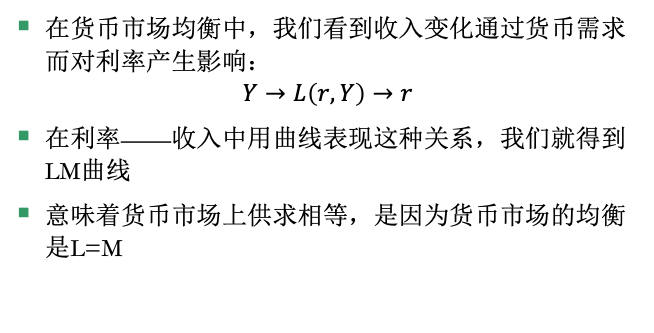 在货币市场均衡中，我们看到收入变化通过货币需求
而对利率产生影响：
Y → L(r, Y) → r
在利率——收入中用曲线表现这种关系，我们就得到
LM曲线
意味着货币市场上供求相等，是因为货币市场的均衡
是L=M